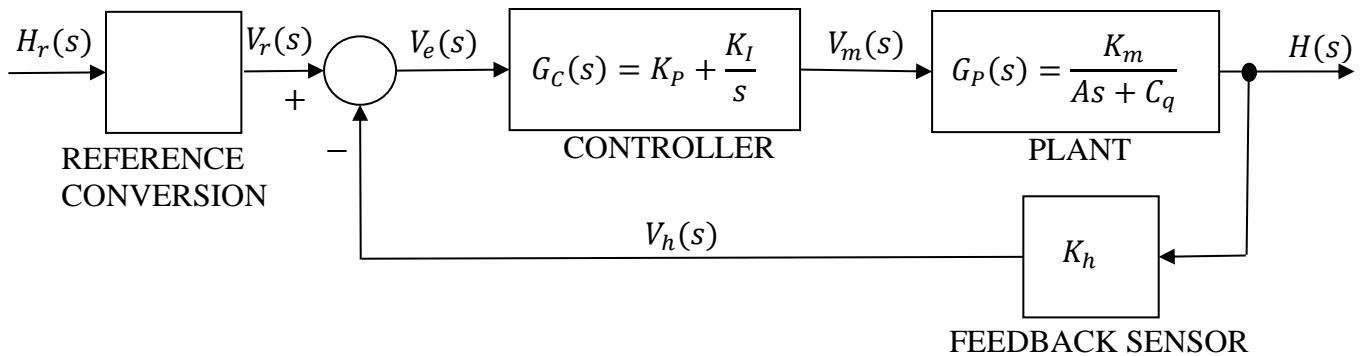 H_r(s)
V_r(s)
V_e(s)
G_C(s) = K_P + K_I/s
V_m(s)
G_P(s) = K_m/(As + C_q)
H(s)
+
−
REFERENCE
CONVERSION
CONTROLLER
PLANT
V_h(s)
K_h
FEEDBACK SENSOR